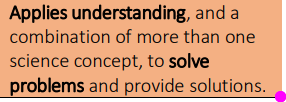 Applies understanding, and a
combination of more than one
science concept, to solve
problems and provide solutions.